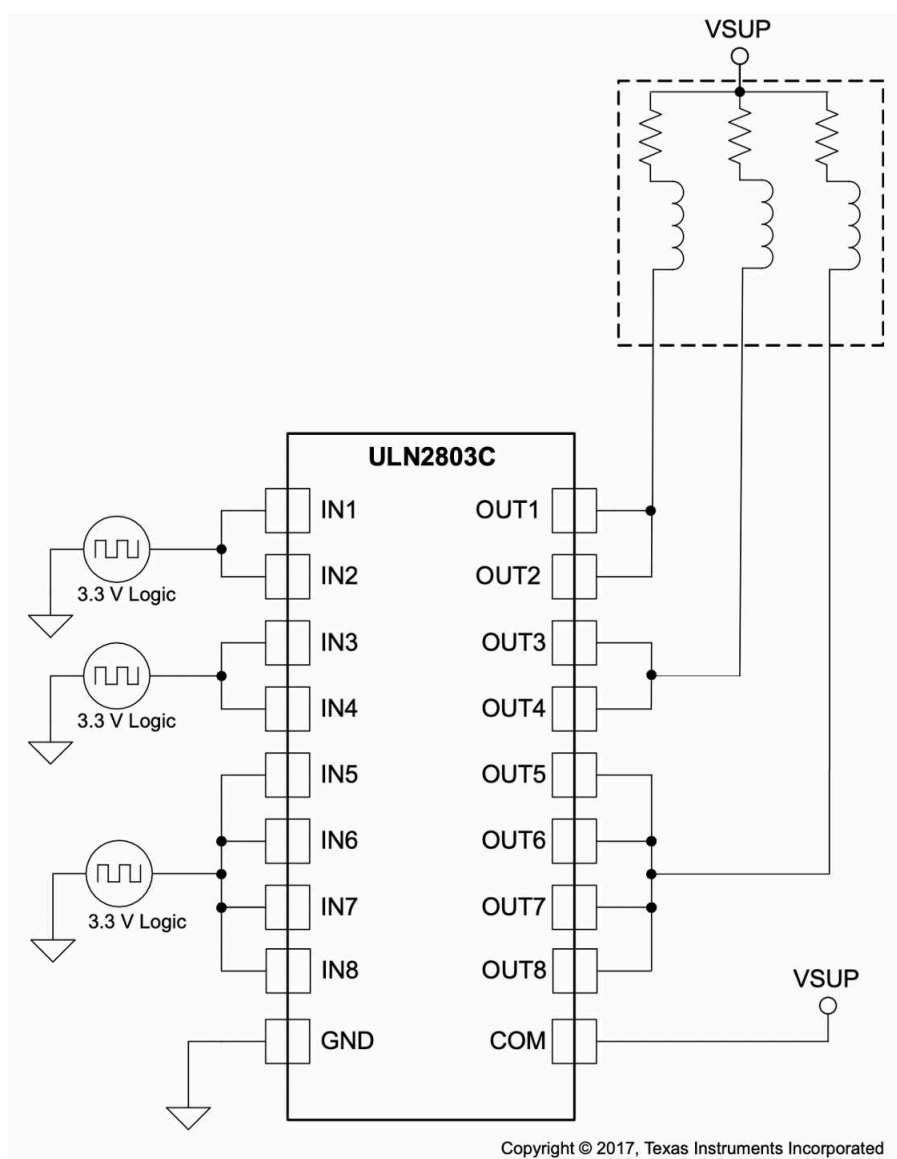 VSUP
ULN2803C
IN1
OUT1
IN2
OUT2
3.3 V Logic
IN3
OUT3
IN4
OUT4
3.3 V Logic
IN5
OUT5
IN6
OUT6
IN7
OUT7
3.3 V Logic
IN8
OUT8
VSUP
GND
COM
Copyright © 2017, Texas Instruments Incorporated